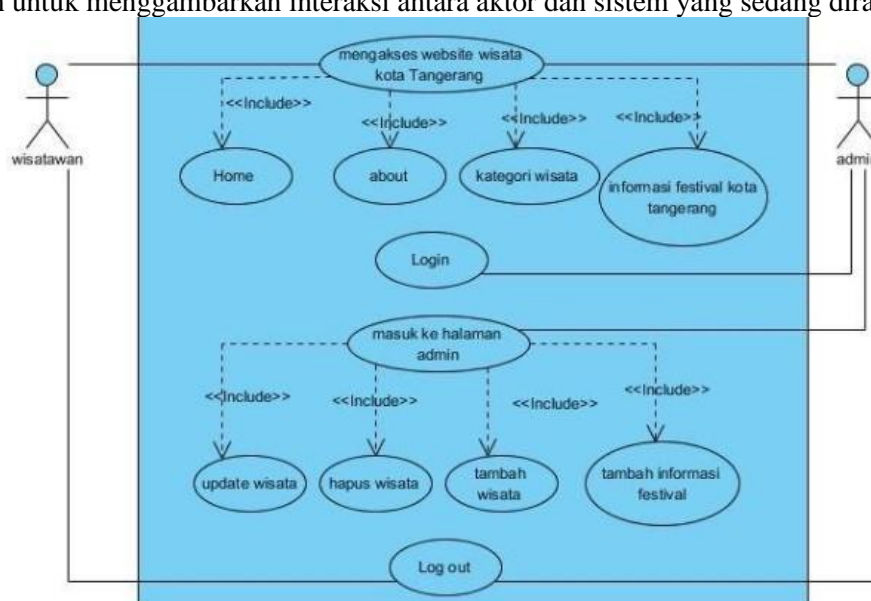 untuk menggambarkan interaksi antara aktor dan sistem yang sedang
mengakses website wisata
kota Tangerang
<<Include>>
<<Include>>
<<Include>>
<<Include>>
wisatawan
admin
Home
about
kategori wisata
informasi festival kota
tangerang
Login
masuk ke halaman
admin
<<Include>>
<<Include>>
<<Include>>
<<Include>>
update wisata
hapus wisata
tambah
wisata
tambah informasi
festival
Log out